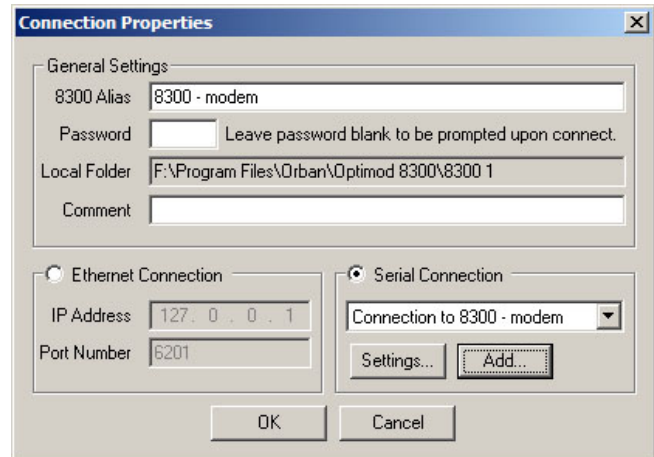 Connection Properties
General Settings
8300 Alias 8300 - modem
Password Leave password blank to be prompted upon connect.
Local Folder F:\Program Files\Orban\Optimod 8300\8300 1
Comment
Ethernet Connection
IP Address 127. 0 . 0 . 1
Port Number 6201
Serial Connection
Connection to 8300 - modem
Settings... Add...
OK Cancel